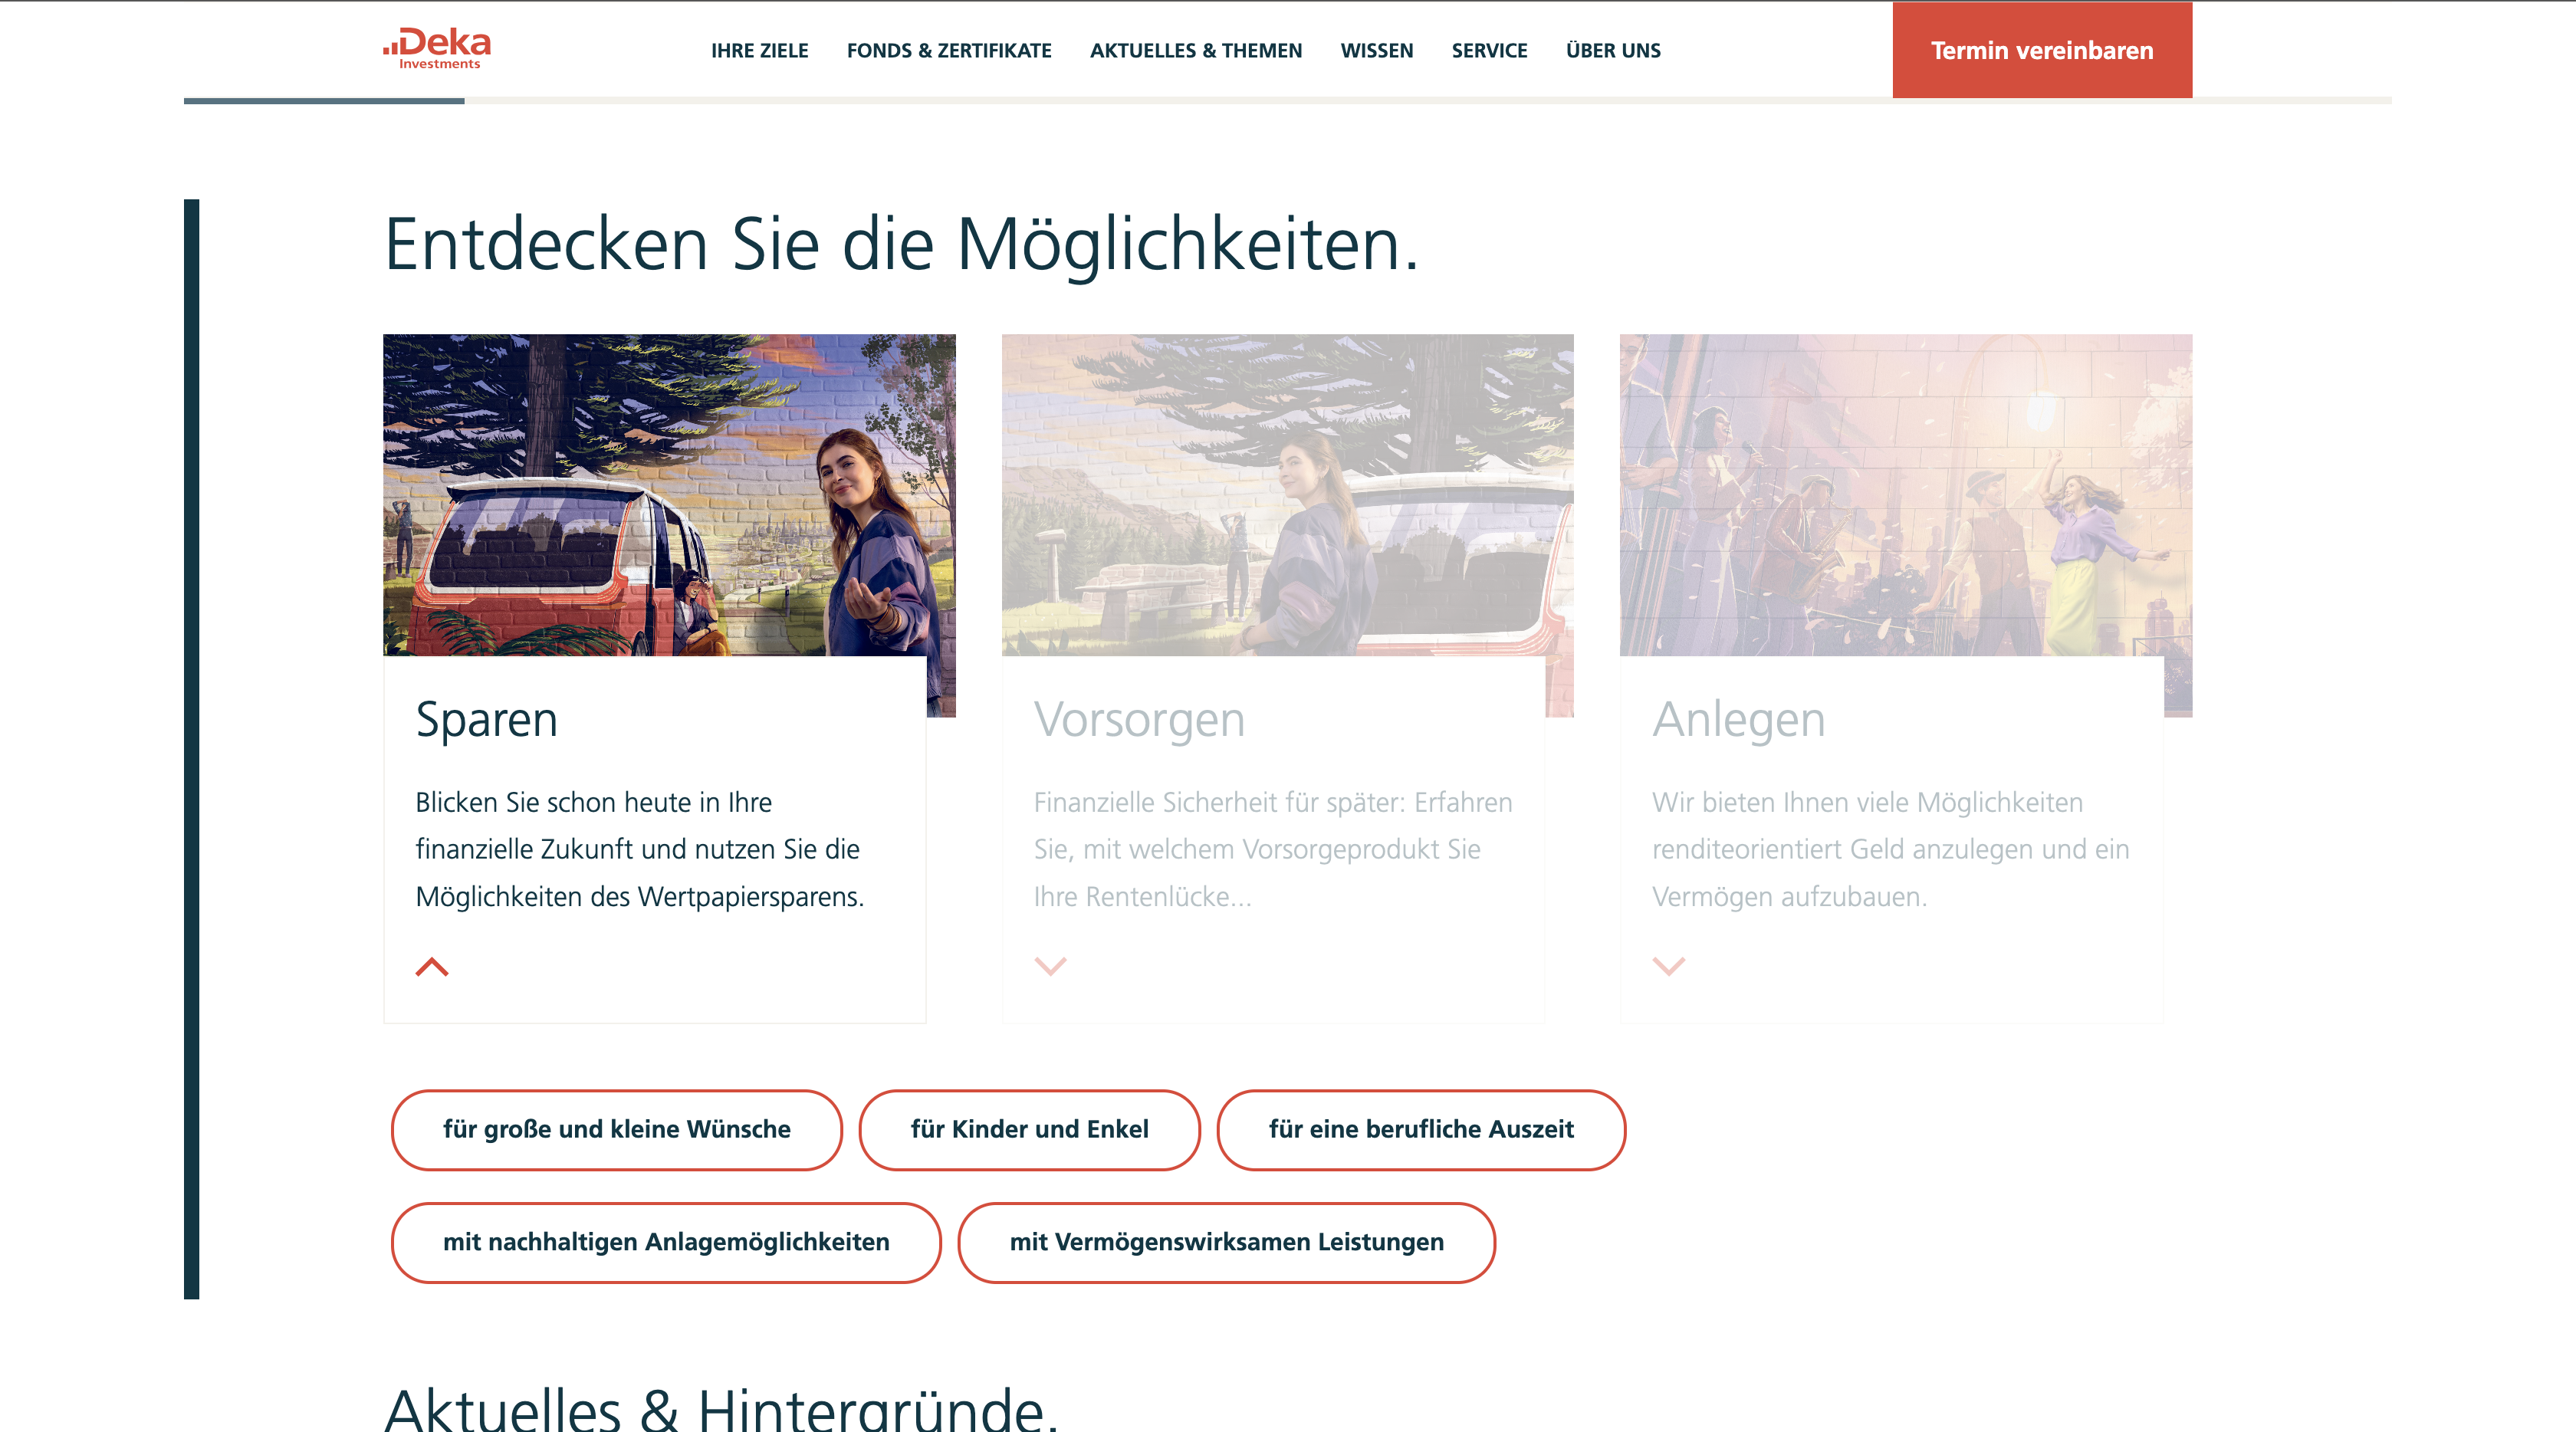 Deka
Investments
IHRE ZIELE
FONDS & ZERTIFIKATE
AKTUELLES & THEMEN
WISSEN
SERVICE
ÜBER UNS
Termin vereinbaren
Entdecken Sie die Möglichkeiten.
Sparen
Blicken Sie schon heute in Ihre
finanzielle Zukunft und nutzen Sie die
Möglichkeiten des Wertpapiersparens.
Vorsorgen
Finanzielle Sicherheit für später: Erfahren
Sie, mit welchem Vorsorgeprodukt Sie
Ihre Rentenlücke...
Anlegen
Wir bieten Ihnen viele Möglichkeiten
renditeorientiert Geld anzulegen und ein
Vermögen aufzubauen.
für große und kleine Wünsche
für Kinder und Enkel
für eine berufliche Auszeit
mit nachhaltigen Anlagemöglichkeiten
mit Vermögenswirksamen Leistungen
Aktuelles & Hintergründe.